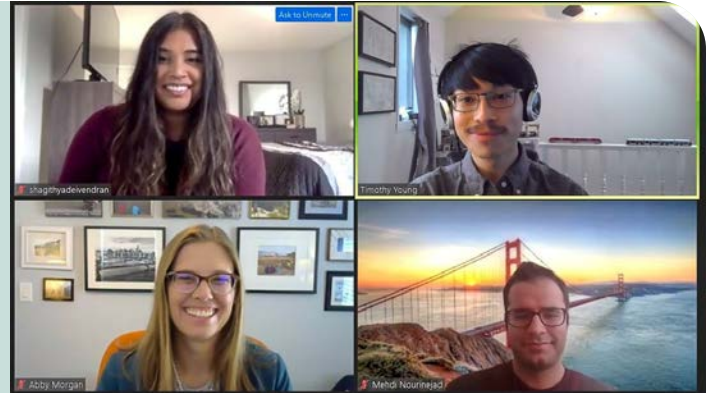 Ask to Unmute
shagithyadeivendran
Timothy Young
Abby Morgan
Mehdi Nourinejad